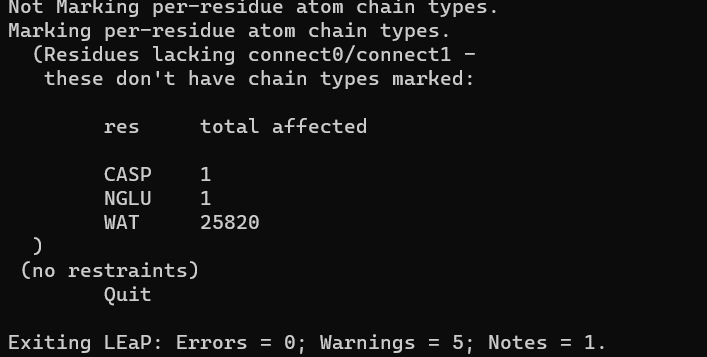 Not Marking per-residue atom chain types.
Marking per-residue atom chain types.
  (Residues lacking connect0/connect1 -
   these don't have chain types marked:

        res     total affected

        CASP    1
        NGLU    1
        WAT     25820
  )
 (no restraints)
        Quit

Exiting LEaP: Errors = 0; Warnings = 5; Notes = 1.